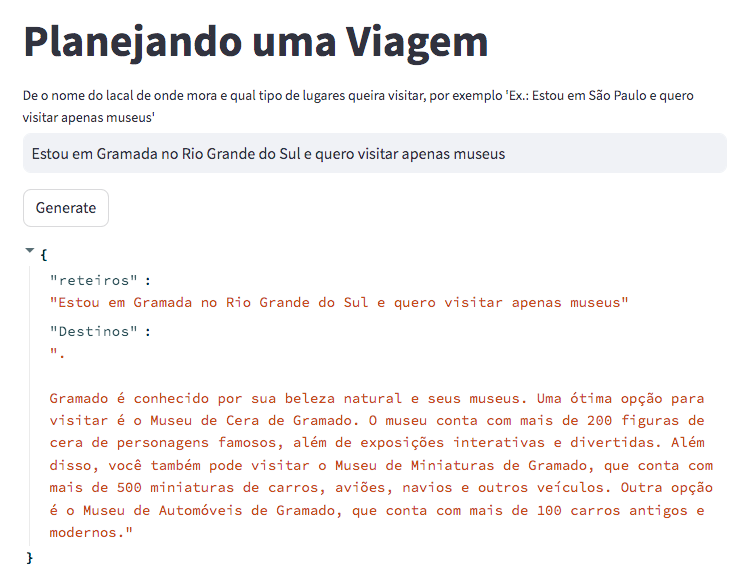 Planejando uma Viagem
De o nome do lacal de onde mora e qual tipo de lugares queira visitar, por exemplo 'Ex.: Estou em São Paulo e quero
visitar apenas museus'
Estou em Gramada no Rio Grande do Sul e quero visitar apenas museus
Generate
{
"reteiros" :
"Estou em Gramada no Rio Grande do Sul e quero visitar apenas museus"
"Destinos" :
".
Gramado é conhecido por sua beleza natural e seus museus. Uma ótima opção para
visitar é o Museu de Cera de Gramado. O museu conta com mais de 200 figuras de
cera de personagens famosos, além de exposições interativas e divertidas. Além
disso, você também pode visitar o Museu de Miniaturas de Gramado, que conta com
mais de 500 miniaturas de carros, aviões, navios e outros veículos. Outra opção
é o Museu de Automóveis de Gramado, que conta com mais de 100 carros antigos e
modernos."
}